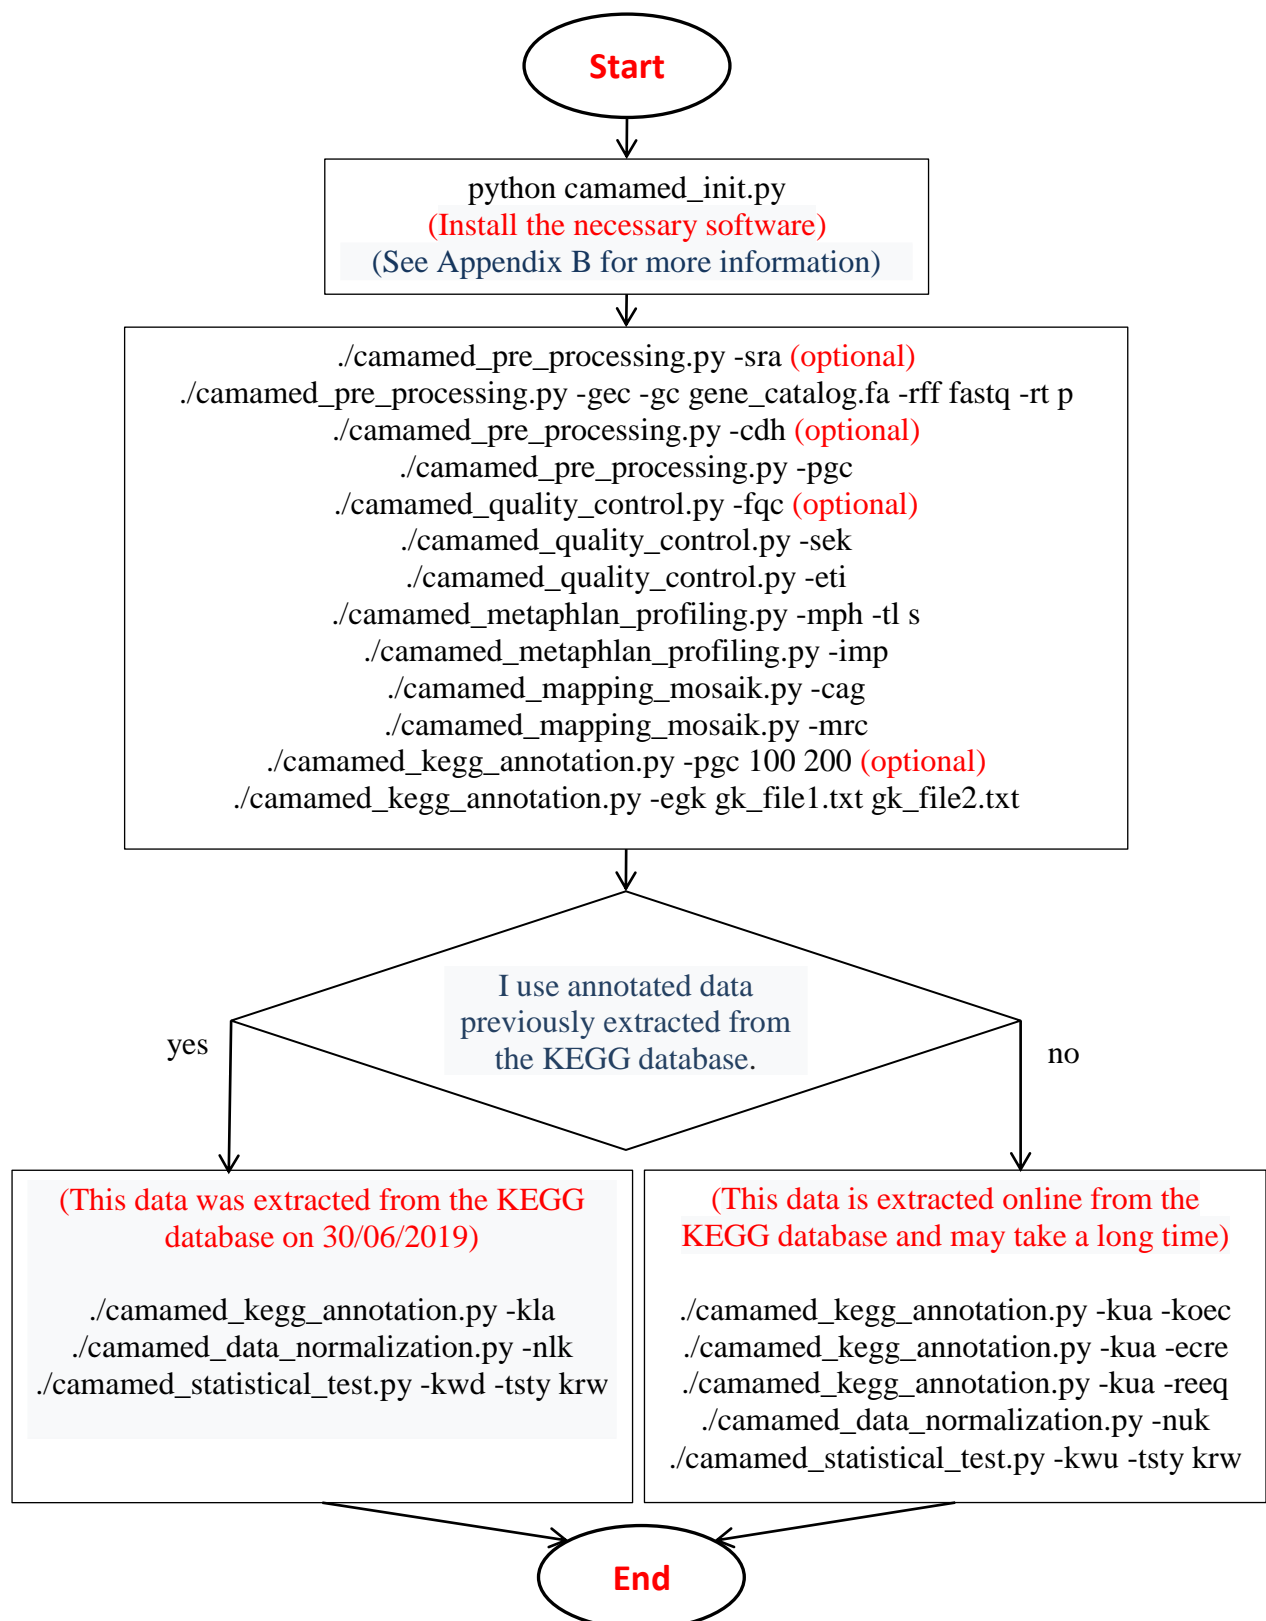 Start
python camamed_init.py
(Install the necessary software)
(See Appendix B for more information)
./camamed_pre_processing.py -sra (optional)
./camamed_pre_processing.py -gec -gc gene_catalog.fa -rff fastq -rt p
./camamed_pre_processing.py -cdh (optional)
./camamed_pre_processing.py -pgc
./camamed_quality_control.py -fqc (optional)
./camamed_quality_control.py -sek
./camamed_quality_control.py -eti
./camamed_metaphlan_profiling.py -mph -tl s
./camamed_metaphlan_profiling.py -imp
./camamed_mapping_mosaik.py -cag
./camamed_mapping_mosaik.py -mrc
./camamed_kegg_annotation.py -pgc 100 200 (optional)
./camamed_kegg_annotation.py -egk gk_file1.txt gk_file2.txt
I use annotated data
previously extracted from
the KEGG database.
yes
no
(This data was extracted from the KEGG
database on 30/06/2019)
./camamed_kegg_annotation.py -kla
./camamed_data_normalization.py -nlk
./camamed_statistical_test.py -kwd -tsty krw
(This data is extracted online from the
KEGG database and may take a long time)
./camamed_kegg_annotation.py -kua -koec
./camamed_kegg_annotation.py -kua -ecre
./camamed_kegg_annotation.py -kua -reeq
./camamed_data_normalization.py -nuk
./camamed_statistical_test.py -kwu -tsty krw
End